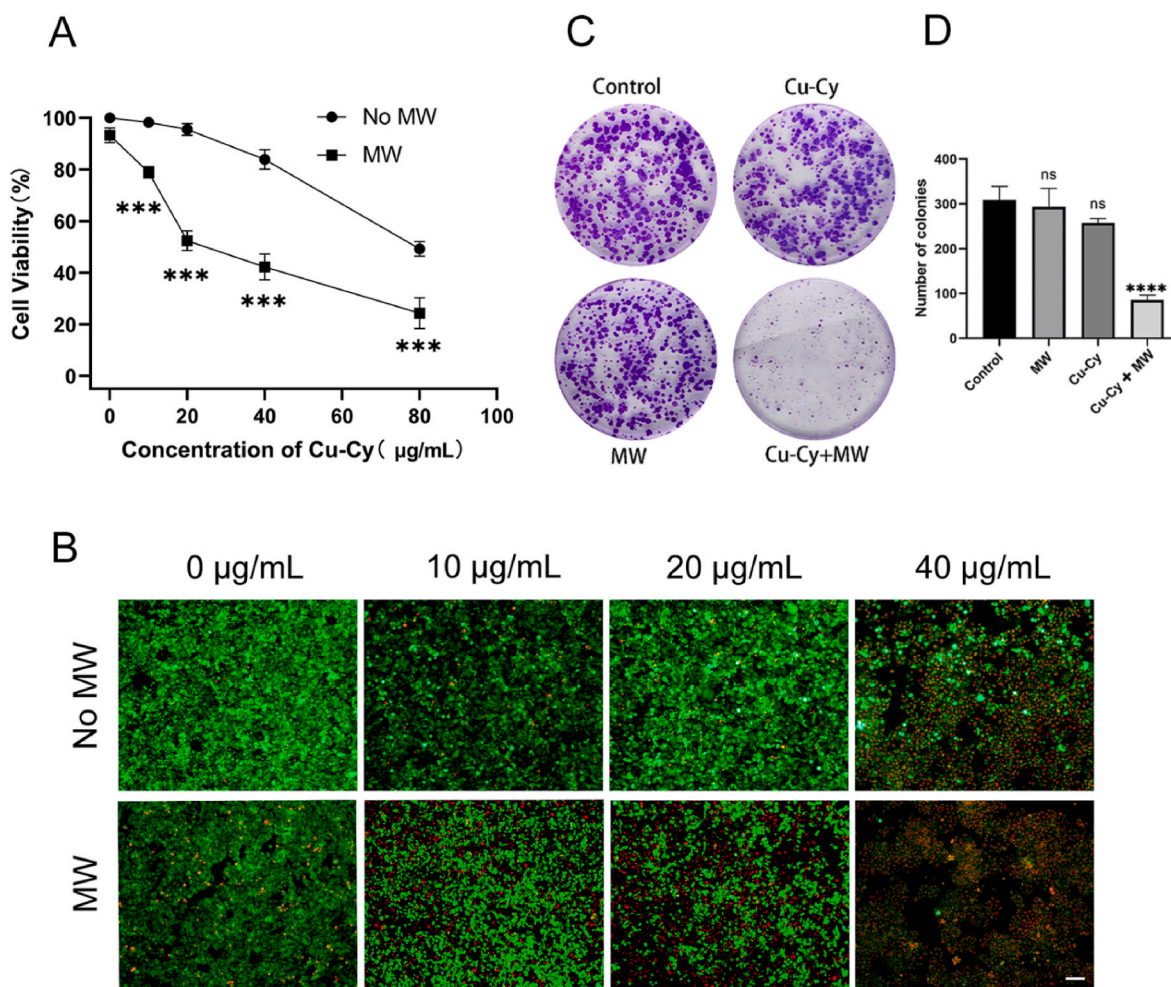 A
100
80
60
40
20
0
Cell Viability(%)
No MW
MW
***
***
***
***
0 20 40 60 80 100
Concentration of Cu-Cy( μg/mL)
C
Control Cu-Cy
MW Cu-Cy+MW
D
400
300
200
100
0
Number of colonies
ns
ns
****
Control MW Cu-Cy Cu-Cy + MW
B
0 μg/mL 10 μg/mL 20 μg/mL 40 μg/mL
No MW
MW